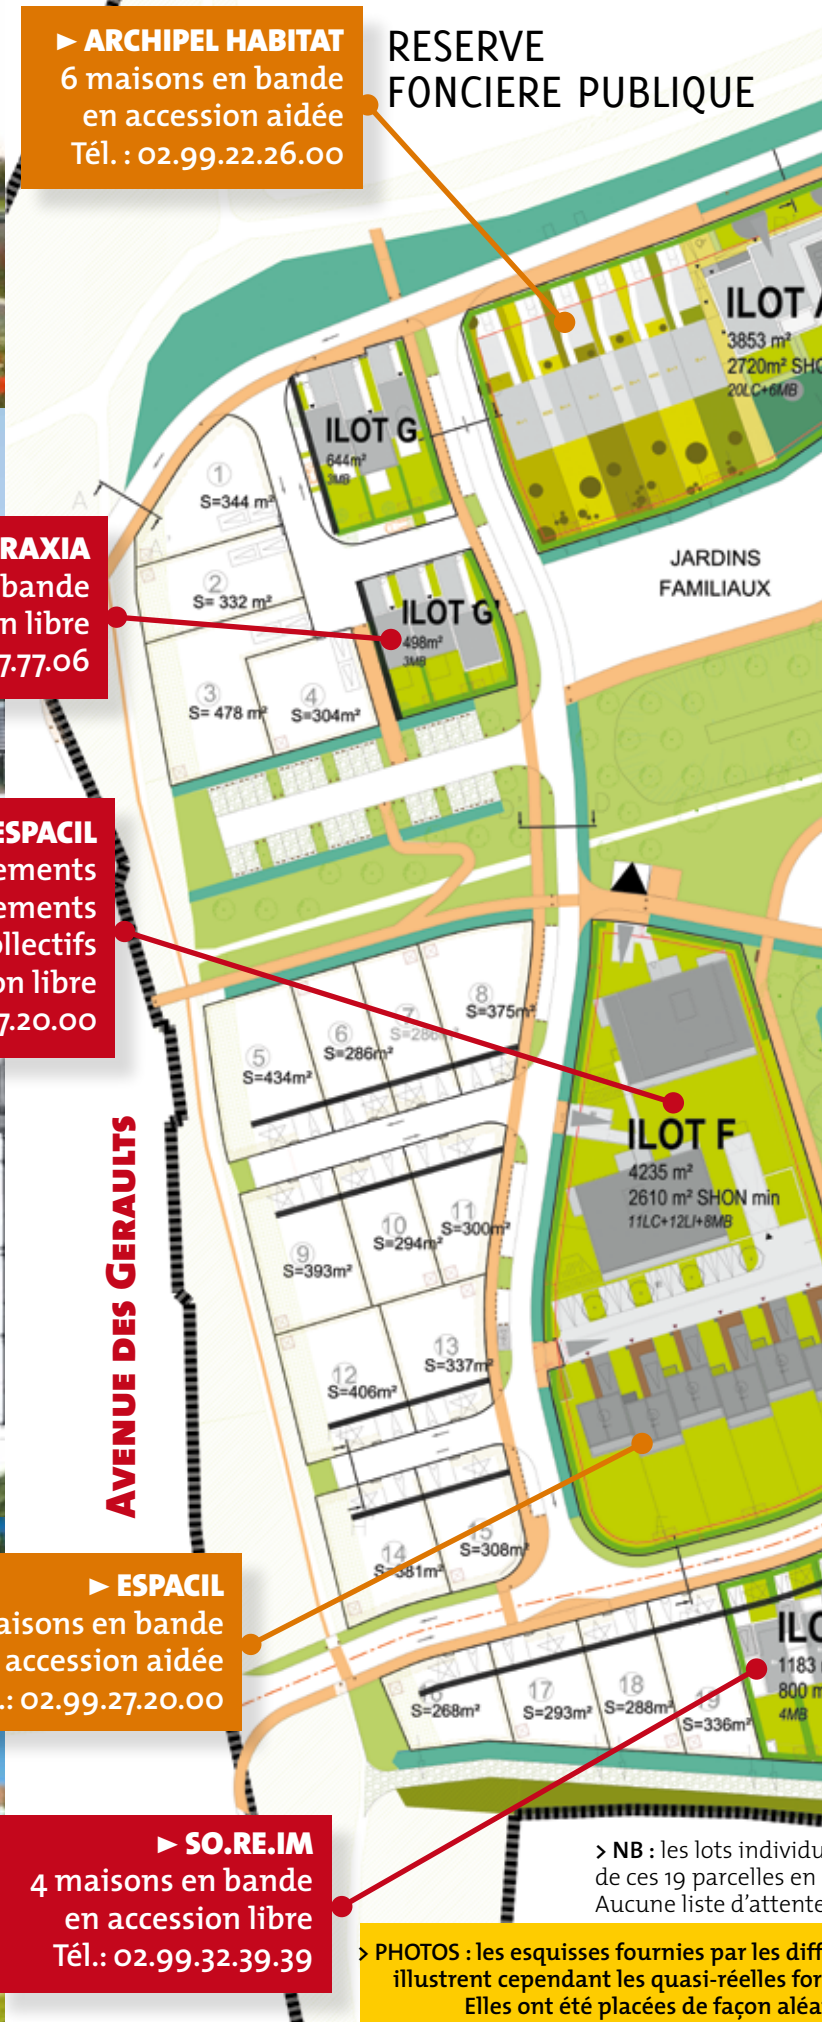 ► ARCHIPEL HABITAT
6 maisons en bande
en accession aidée
Tél. : 02.99.22.26.00
RESERVE
FONCIERE PUBLIQUE
ILOT A
3853 m²
2720m² SHO
20LC+6MB
ILOT G
644m²
3MB
1
S=344 m²
A
2
S= 332 m²
3
S= 478 m²
4
S=304m²
ILOT G'
498m²
3MB
JARDINS
FAMILIAUX
RAXIA
bande
n libre
7.77.06
ESPACIL
ements
ements
ollectifs
on libre
7.20.00
5
S=434m²
6
S=286m²
7
S=286m²
8
S=375m²
ILOT F
4235 m²
2610 m² SHON min
11LC+12LI+8MB
9
S=393m²
10
S=294m²
11
S=300m²
12
S=406m²
13
S=337m²
14
S=381m²
15
S=308m²
AVENUE DES GERAULTS
► ESPACIL
aisons en bande
accession aidée
.: 02.99.27.20.00
16
S=268m²
17
S=293m²
18
S=288m²
19
S=336m²
ILO
1183
800 m
4MB
► SO.RE.IM
4 maisons en bande
en accession libre
Tél.: 02.99.32.39.39
> NB : les lots individu
de ces 19 parcelles en
Aucune liste d'attente
> PHOTOS : les esquisses fournies par les diff
illustrent cependant les quasi-réelles for
Elles ont été placées de façon aléa